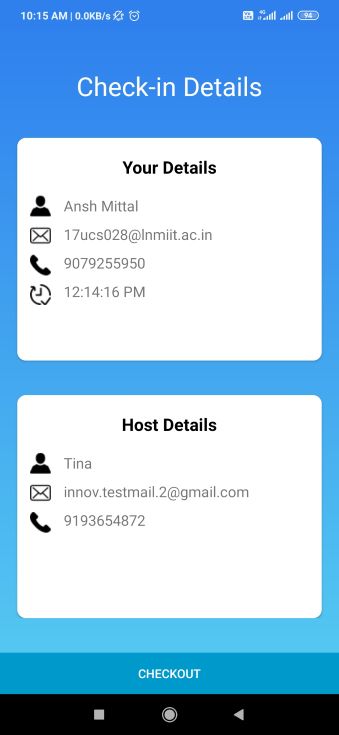 10:15 AM | 0.0KB/s
4G
94
Check-in Details
Your Details
Ansh Mittal
17ucs028@lnmiit.ac.in
9079255950
12:14:16 PM
Host Details
Tina
innov.testmail.2@gmail.com
9193654872
CHECKOUT